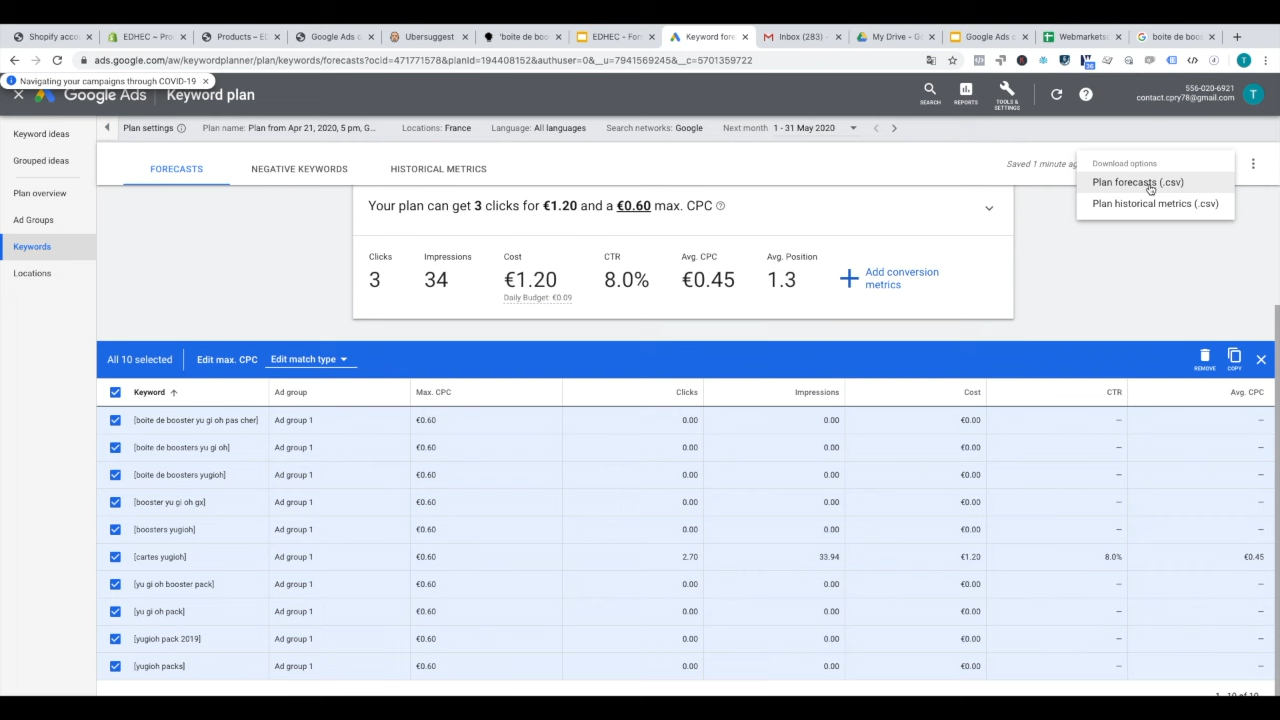 Shopify acco
EDHEC – Pro
Products – E
Google Ads c
Ubersuggest
'boite de boo
EDHEC - For
Keyword fore
Inbox (283) -
My Drive - G
Google Ads c
Webmarkets
boite de boos
ads.google.com/aw/keywordplanner/plan/keywords/forecasts?ocid=471771578&planId=194408152&authuser=0&__u=7941569245&__c=5701359722
Navigating your campaigns through COVID-19
Google Ads
Keyword plan
SEARCH
REPORTS
TOOLS & SETTINGS
556-020-6921
contact.cpry78@gmail.com
T
Keyword ideas
Grouped ideas
Plan overview
Ad Groups
Keywords
Locations
Plan settings
Plan name: Plan from Apr 21, 2020, 5 pm, G...
Locations: France
Language: All languages
Search networks: Google
Next month 1 - 31 May 2020
FORECASTS
NEGATIVE KEYWORDS
HISTORICAL METRICS
Saved 1 minute ag
Download options
Plan forecasts (.csv)
Plan historical metrics (.csv)
Your plan can get 3 clicks for €1.20 and a €0.60 max. CPC
Clicks
3
Impressions
34
Cost
€1.20
Daily Budget: €0.09
CTR
8.0%
Avg. CPC
€0.45
Avg. Position
1.3
Add conversion
metrics
All 10 selected
Edit max. CPC
Edit match type
REMOVE
COPY
Keyword Ad group Max. CPC Clicks Impressions Cost CTR Avg. CPC
[boite de booster yu gi oh pas cher] Ad group 1 €0.60 0.00 0.00 €0.00 – –
[boite de boosters yu gi oh] Ad group 1 €0.60 0.00 0.00 €0.00 – –
[boite de boosters yugioh] Ad group 1 €0.60 0.00 0.00 €0.00 – –
[booster yu gi oh gx] Ad group 1 €0.60 0.00 0.00 €0.00 – –
[boosters yugioh] Ad group 1 €0.60 0.00 0.00 €0.00 – –
[cartes yugioh] Ad group 1 €0.60 2.70 33.94 €1.20 8.0% €0.45
[yu gi oh booster pack] Ad group 1 €0.60 0.00 0.00 €0.00 – –
[yu gi oh pack] Ad group 1 €0.60 0.00 0.00 €0.00 – –
[yugioh pack 2019] Ad group 1 €0.60 0.00 0.00 €0.00 – –
[yugioh packs] Ad group 1 €0.60 0.00 0.00 €0.00 – –
1 - 10 of 10